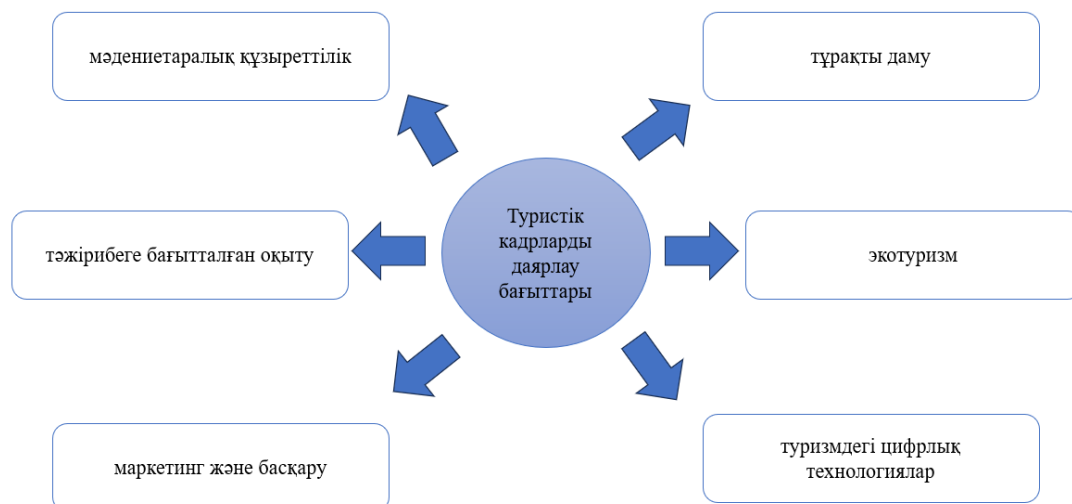 мәдениетаралық құзыреттілік
тұрақты даму
тәжірибеге бағытталған оқыту
Туристік
кадрларды
даярлау
бағыттары
экотуризм
маркетинг және басқару
туризмдегі цифрлық
технологиялар